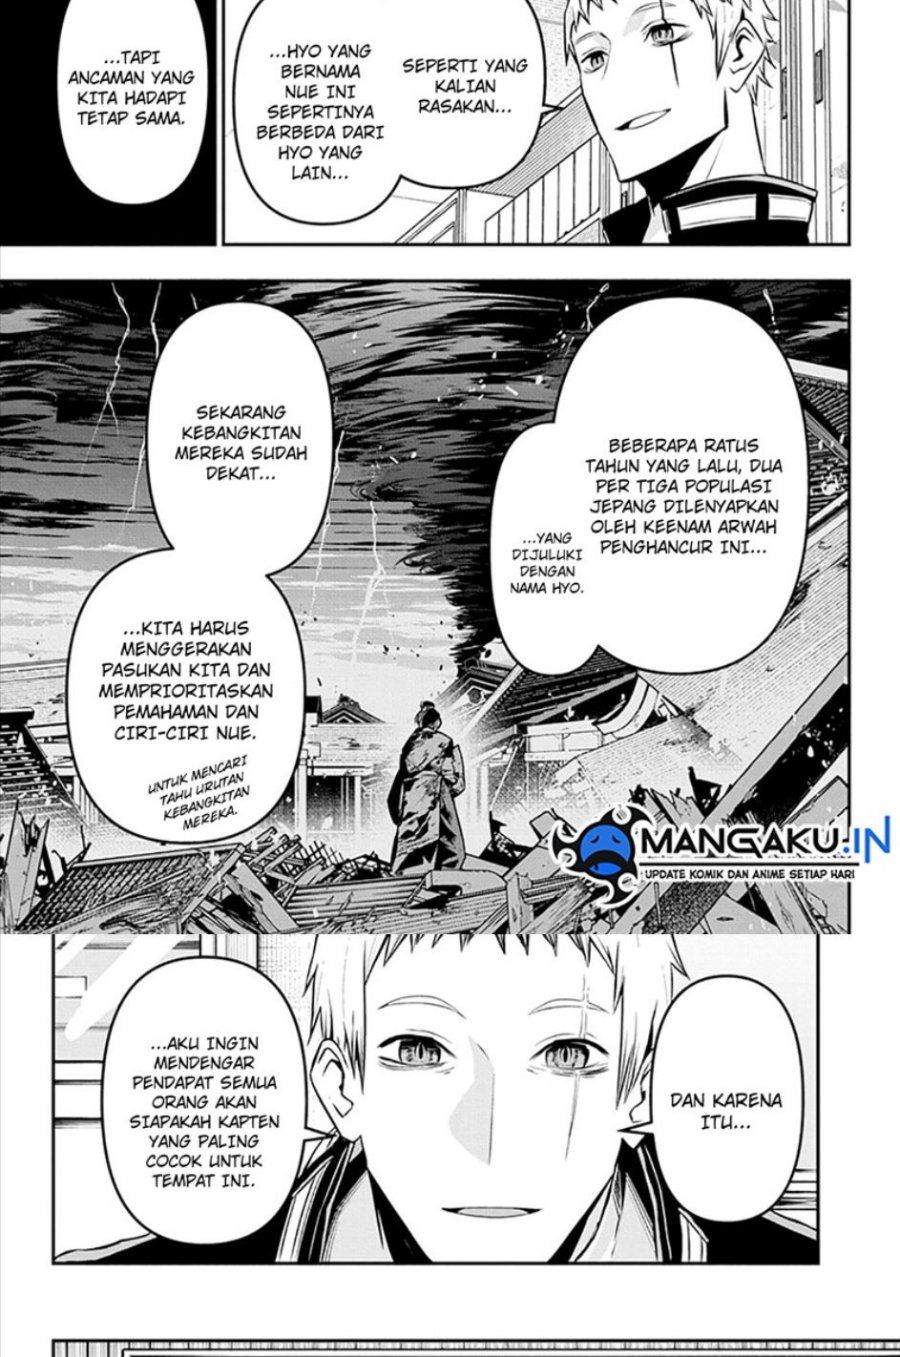 SEPERTI YANG
KALIAN
RASAKAN...
...HYO YANG
BERNAMA
NUE INI
SEPERTINYA
BERBEDA DARI
HYO YANG
LAIN...
...TAPI
ANCAMAN YANG
KITA HADAPI
TETAP SAMA.
BEBERAPA RATUS
TAHUN YANG LALU, DUA
PER TIGA POPULASI
JEPANG DILENYAPKAN
OLEH KEENAM ARWAH
PENGHANCUR INI...
...YANG
DIJULUKI
DENGAN
NAMA HYO.
SEKARANG
KEBANGKITAN
MEREKA SUDAH
DEKAT...
...KITA HARUS
MENGGERAKAN
PASUKAN KITA DAN
MEMPRIORITASKAN
PEMAHAMAN DAN
CIRI-CIRI NUE.
UNTUK MENCARI
TAHU URUTAN
KEBANGKITAN
MEREKA.
MANGAKU.IN
UPDATE KOMIK DAN ANIME SETIAP HARI
DAN KARENA
ITU...
...AKU INGIN
MENDENGAR
PENDAPAT SEMUA
ORANG AKAN
SIAPAKAH KAPTEN
YANG PALING
COCOK UNTUK
TEMPAT INI.